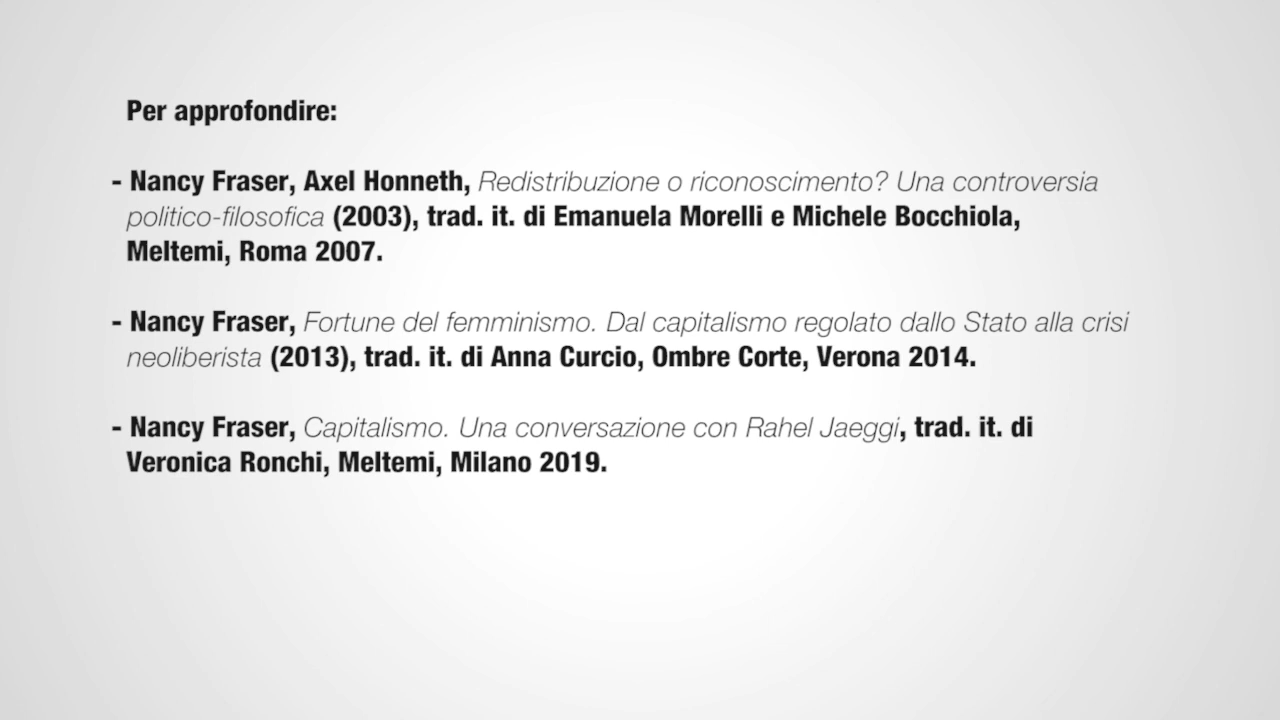 Per approfondire:
- Nancy Fraser, Axel Honneth, Redistribuzione o riconoscimento? Una controversia
politico-filosofica (2003), trad. it. di Emanuela Morelli e Michele Bocchiola,
Meltemi, Roma 2007.
- Nancy Fraser, Fortune del femminismo. Dal capitalismo regolato dallo Stato alla crisi
neoliberista (2013), trad. it. di Anna Curcio, Ombre Corte, Verona 2014.
- Nancy Fraser, Capitalismo. Una conversazione con Rahel Jaeggi, trad. it. di
Veronica Ronchi, Meltemi, Milano 2019.